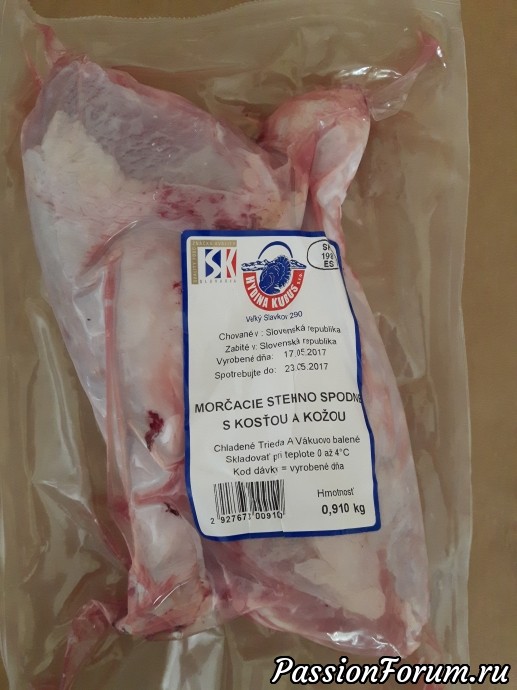 SK
SLOVAKIA
HYDINA KUBUS s.r.o.
Veľký Slavkov 290
SK
ES
Chované v : Slovenská republika
Zabité v: Slovenská republika
Vyrobené dňa: 17.05.2017
Spotrebujte do: 23.05.2017
MORČACIE STEHNO SPODNÉ
S KOSŤOU A KOŽOU
Chladené Trieda A Vákuovo balené
Skladovať pri teplote 0 až 4°C
Kod dávky = vyrobené dňa
Hmotnosť
0,910 kg
2 927671 00910
PassionForum.ru